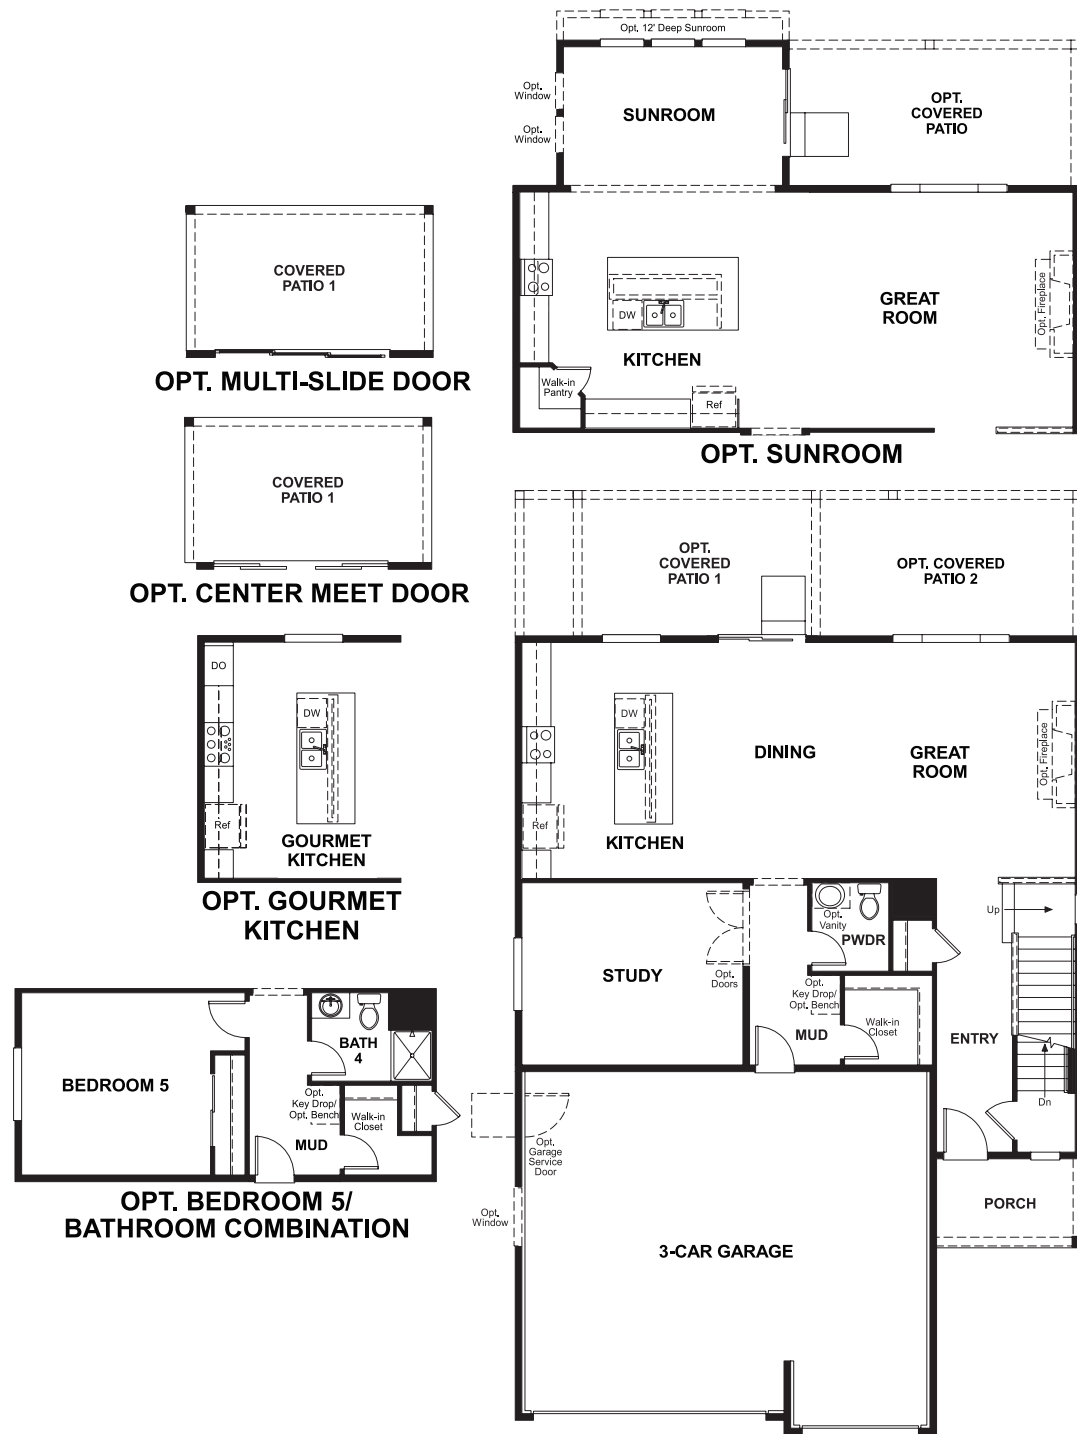 Opt. 12' Deep Sunroom
Opt.
Window
Opt.
Window
SUNROOM
OPT.
COVERED
PATIO
DW
KITCHEN
GREAT
ROOM
Opt. Fireplace
Walk-in
Pantry
Ref
OPT. SUNROOM
COVERED
PATIO 1
OPT. MULTI-SLIDE DOOR
COVERED
PATIO 1
OPT. CENTER MEET DOOR
DO
DW
Ref
GOURMET
KITCHEN
OPT. GOURMET
KITCHEN
OPT.
COVERED
PATIO 1
OPT. COVERED
PATIO 2
DW
DINING
GREAT
ROOM
Opt. Fireplace
Ref
KITCHEN
Opt.
Vanity
PWDR
Up
STUDY
Opt.
Doors
Opt.
Key Drop/
Opt. Bench
MUD
Walk-in
Closet
ENTRY
Dn
BEDROOM 5
BATH
4
Opt.
Key Drop/
Opt. Bench
Walk-in
Closet
MUD
OPT. BEDROOM 5/
BATHROOM COMBINATION
Opt.
Garage
Service
Door
Opt.
Window
3-CAR GARAGE
PORCH